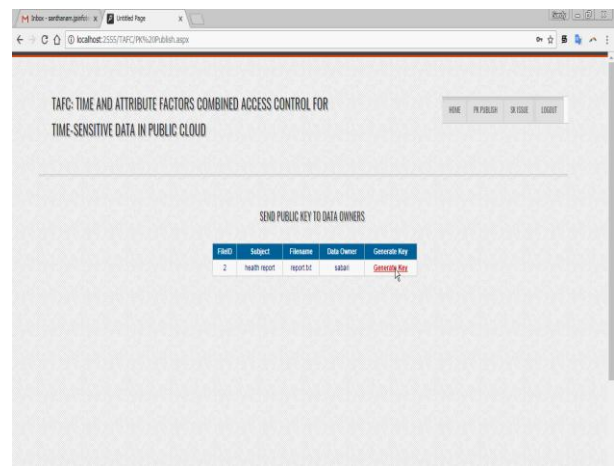 Inbox - santhanam.jpinfot
Untitled Page
localhost:2555/TAFC/PK%20Publish.aspx
TAFC: TIME AND ATTRIBUTE FACTORS COMBINED ACCESS CONTROL FOR
TIME-SENSITIVE DATA IN PUBLIC CLOUD
HOME PK PUBLISH SK ISSUE LOGOUT
SEND PUBLIC KEY TO DATA OWNERS
FileID Subject Filename Data Owner Generate Key
2 health report report.txt sabari Generate Key